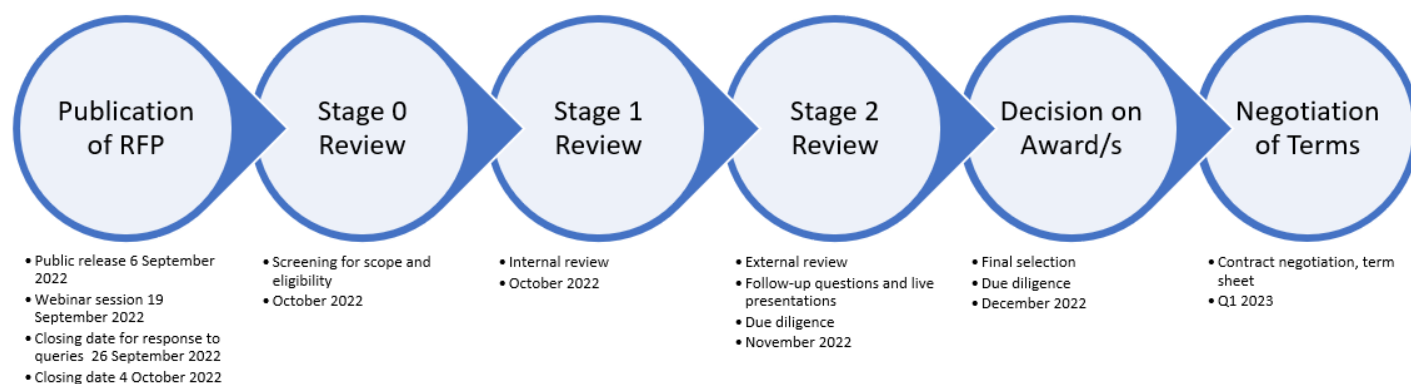 Publication
of RFP
• Public release 6 September
2022
• Webinar session 19
September 2022
• Closing date for response to
queries  26 September 2022
• Closing date 4 October 2022
Stage 0
Review
• Screening for scope and
eligibility
• October 2022
Stage 1
Review
• Internal review
• October 2022
Stage 2
Review
• External review
• Follow-up questions and live
presentations
• Due diligence
• November 2022
Decision on
Award/s
• Final selection
• Due diligence
• December 2022
Negotiation
of Terms
• Contract negotiation, term
sheet
• Q1 2023